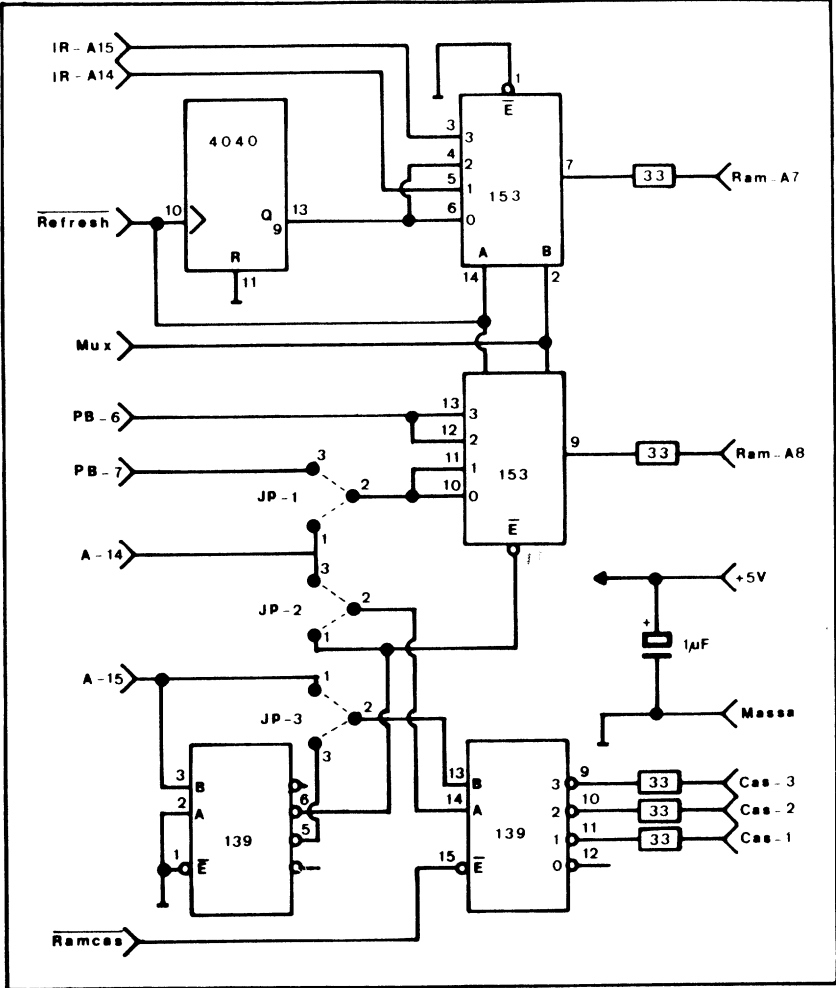 IR-A15
IR-A14
1
E
4040
3
3
4
2
5
1
6
0
153
7
33
Ram-A7
Refresh
10
Q
9
13
R
11
A
B
14
2
Mux
PB-6
13
3
12
2
11
1
10
0
153
9
33
Ram-A8
E
PB-7
3
JP-1
2
1
A-14
3
JP-2
2
1
+5V
+
1µF
Massa
A-15
1
JP-3
2
3
3
B
2
A
6
5
139
1
E
13
B
14
A
139
15
E
3
9
33
Cas-3
2
10
33
Cas-2
1
11
33
Cas-1
0
12
Ramcas